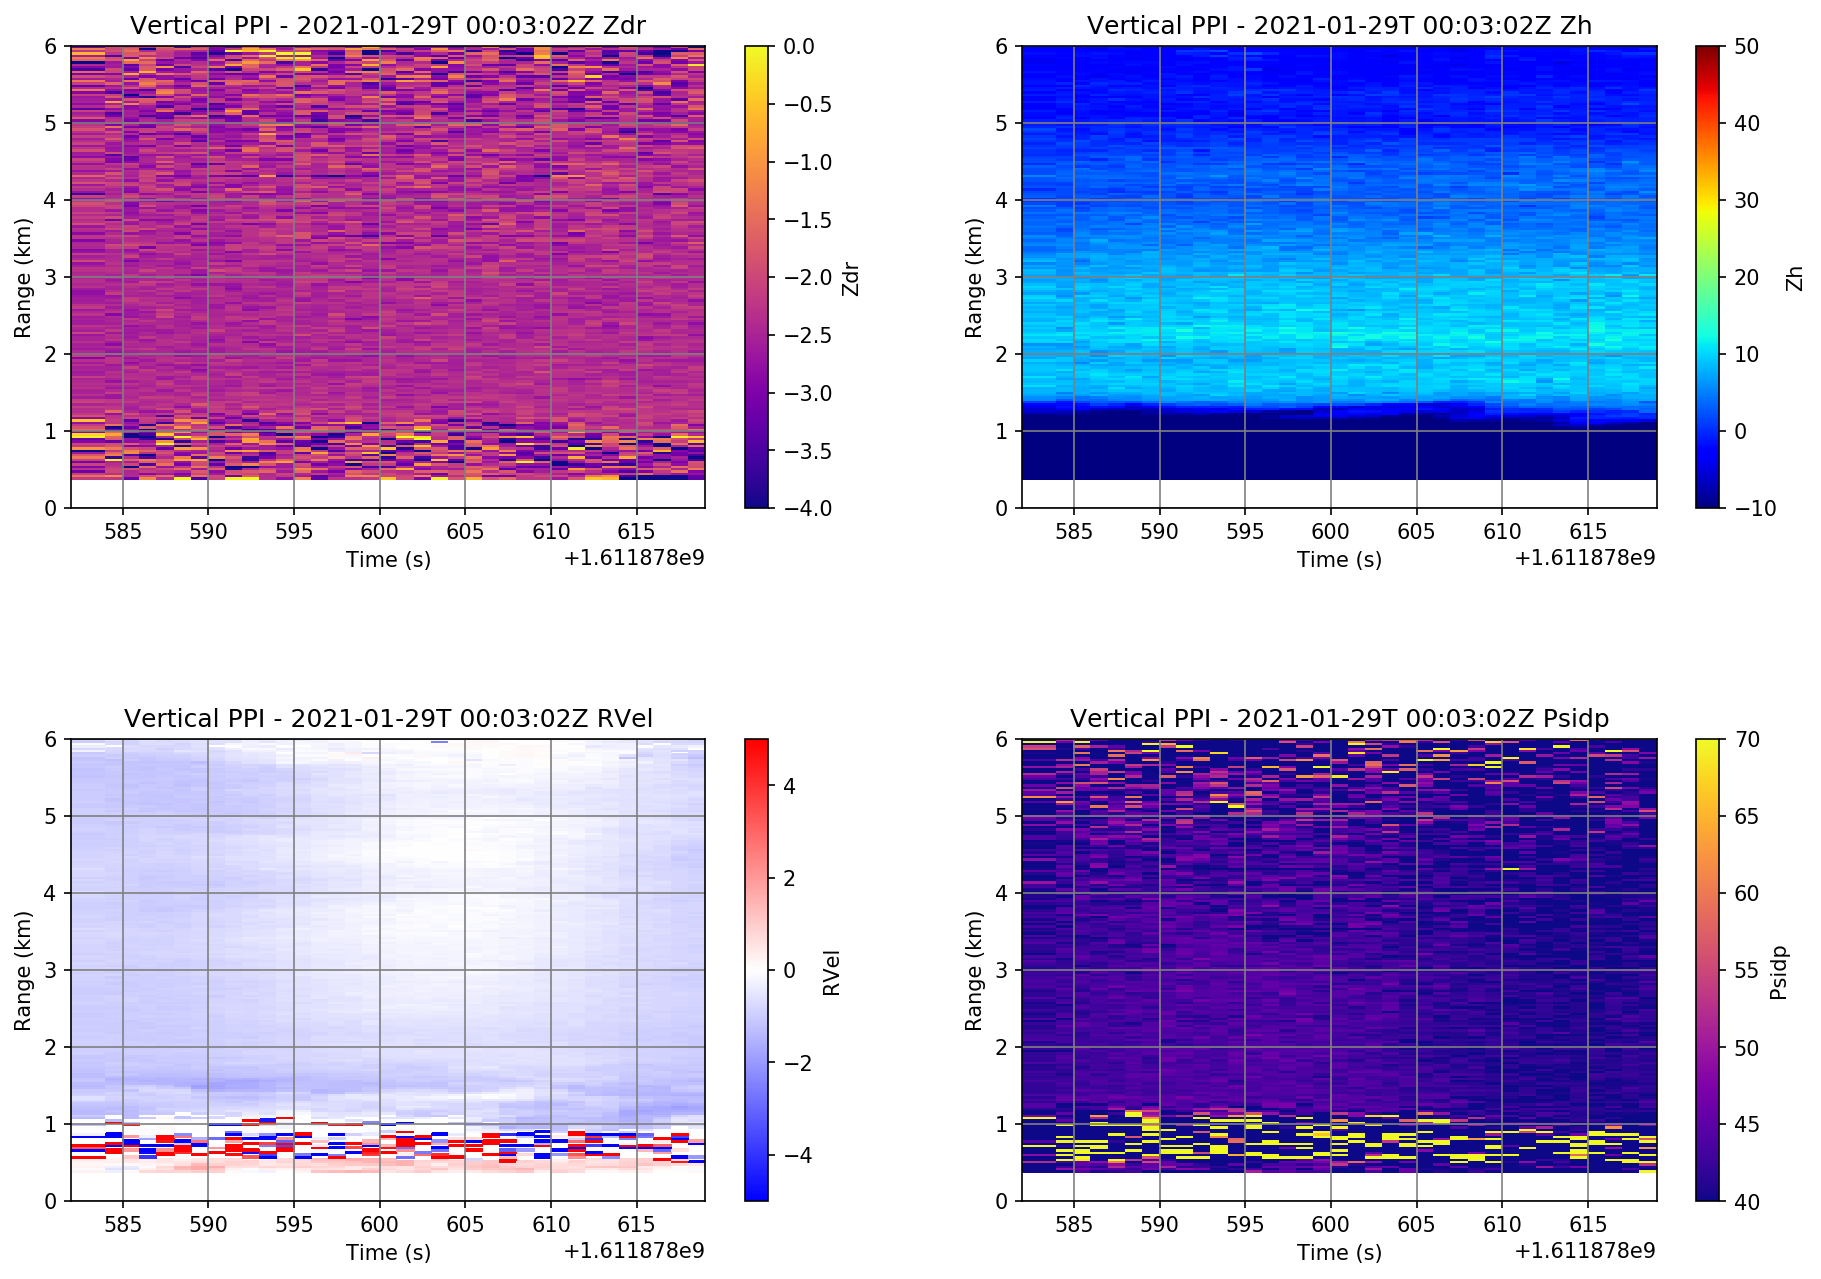 Vertical PPI - 2021-01-29T 00:03:02Z Zdr
6
5
4
3
2
1
0
Range (km)
585 590 595 600 605 610 615
Time (s)
+1.611878e9
0.0
−0.5
−1.0
−1.5
−2.0
−2.5
−3.0
−3.5
−4.0
Zdr
Vertical PPI - 2021-01-29T 00:03:02Z Zh
6
5
4
3
2
1
0
Range (km)
585 590 595 600 605 610 615
Time (s)
+1.611878e9
50
40
30
20
10
0
−10
Zh
Vertical PPI - 2021-01-29T 00:03:02Z RVel
6
5
4
3
2
1
0
Range (km)
585 590 595 600 605 610 615
Time (s)
+1.611878e9
4
2
0
−2
−4
RVel
Vertical PPI - 2021-01-29T 00:03:02Z Psidp
6
5
4
3
2
1
0
Range (km)
585 590 595 600 605 610 615
Time (s)
+1.611878e9
70
65
60
55
50
45
40
Psidp